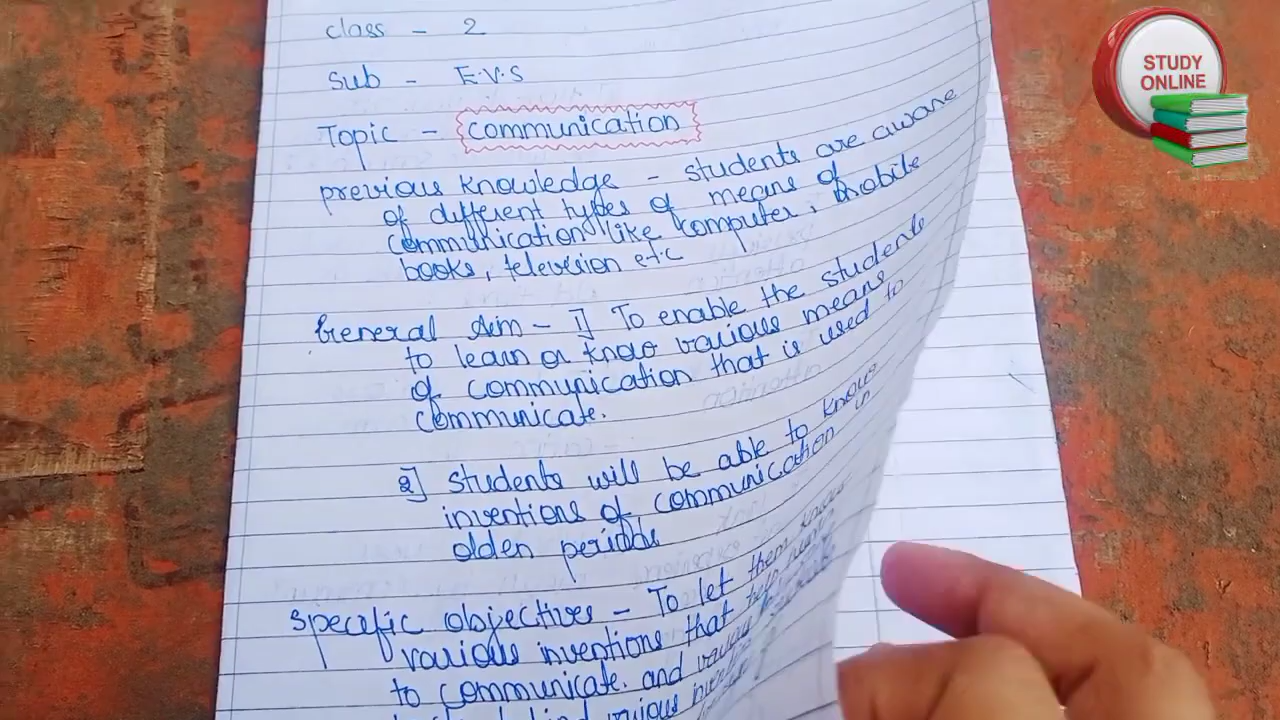 class - 2
Sub - E.V.S
Topic - Communication
previous knowledge - students are aware
of different types of means of
communication like computer, mobile
books, television etc
General Aim - 1] To enable the students
to learn or know various means
of communication that is used to
communicate.
2] students will be able to know
inventions of communication in
olden periods
specific objectives - To let them know
various inventions that help
to communicate. and
various
STUDY
ONLINE